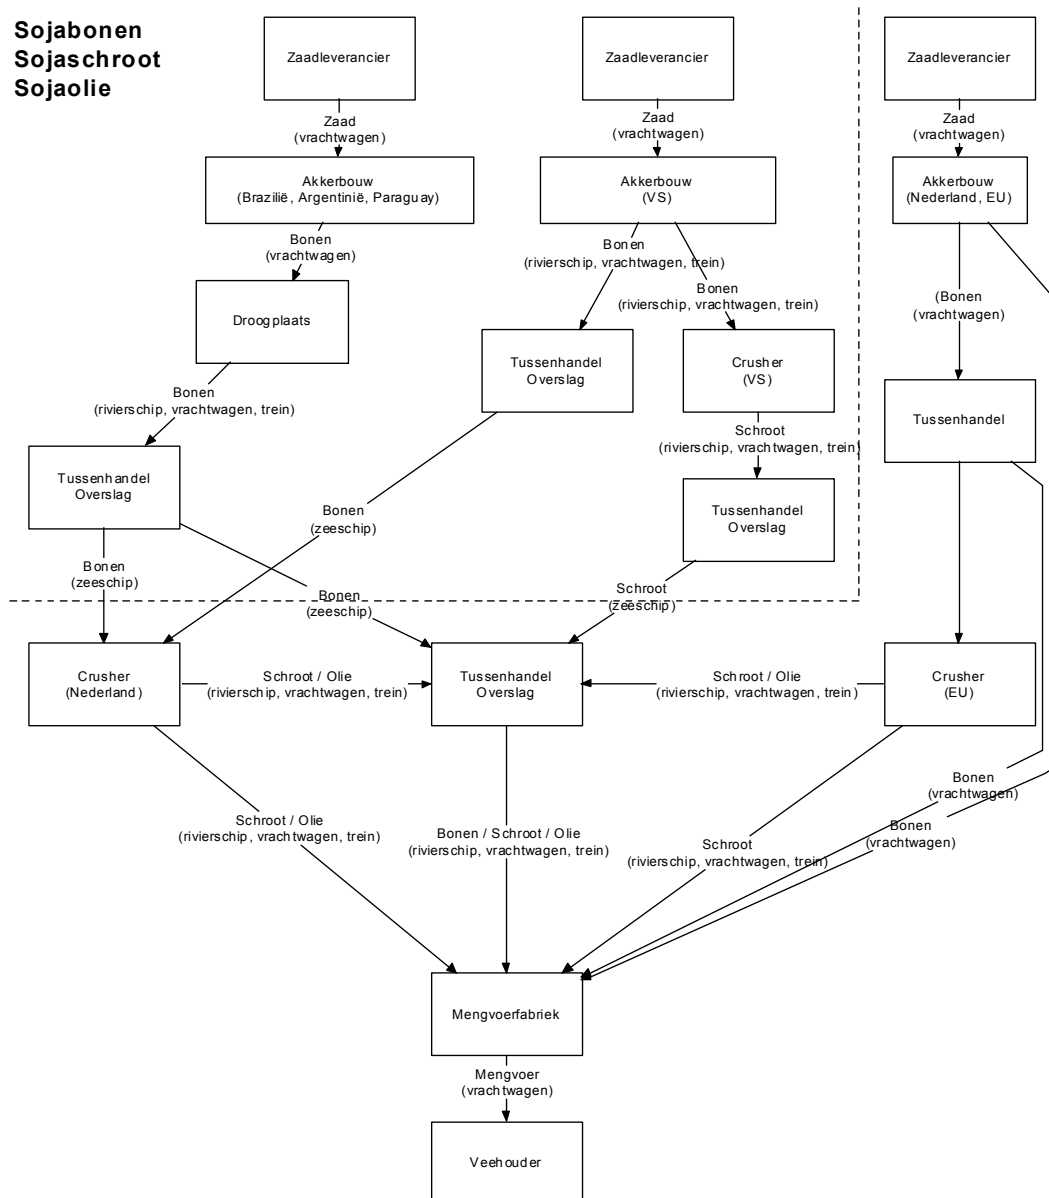 Sojabonen
Sojaschroot
Sojaolie
Zaadleverancier
Zaadleverancier
Zaadleverancier
Zaad
(vrachtwagen)
Zaad
(vrachtwagen)
Zaad
(vrachtwagen)
Akkerbouw
(Brazilië, Argentinië, Paraguay)
Akkerbouw
(VS)
Akkerbouw
(Nederland, EU)
Bonen
(vrachtwagen)
Bonen
(rivierschip, vrachtwagen, trein)
Bonen
(rivierschip, vrachtwagen, trein)
(Bonen
(vrachtwagen)
Droogplaats
Tussenhandel
Overslag
Crusher
(VS)
Bonen
(rivierschip, vrachtwagen, trein)
Tussenhandel
Schroot
(rivierschip, vrachtwagen, trein)
Tussenhandel
Overslag
Tussenhandel
Overslag
Bonen
(zeeschip)
Bonen
(zeeschip)
Bonen
(zeeschip)
Schroot
(zeeschip)
Crusher
(Nederland)
Schroot / Olie
(rivierschip, vrachtwagen, trein)
Tussenhandel
Overslag
Schroot / Olie
(rivierschip, vrachtwagen, trein)
Crusher
(EU)
Bonen
(vrachtwagen)
Schroot / Olie
(rivierschip, vrachtwagen, trein)
Bonen / Schroot / Olie
(rivierschip, vrachtwagen, trein)
Schroot
(rivierschip, vrachtwagen, trein)
Bonen
(vrachtwagen)
Mengvoerfabriek
Mengvoer
(vrachtwagen)
Veehouder